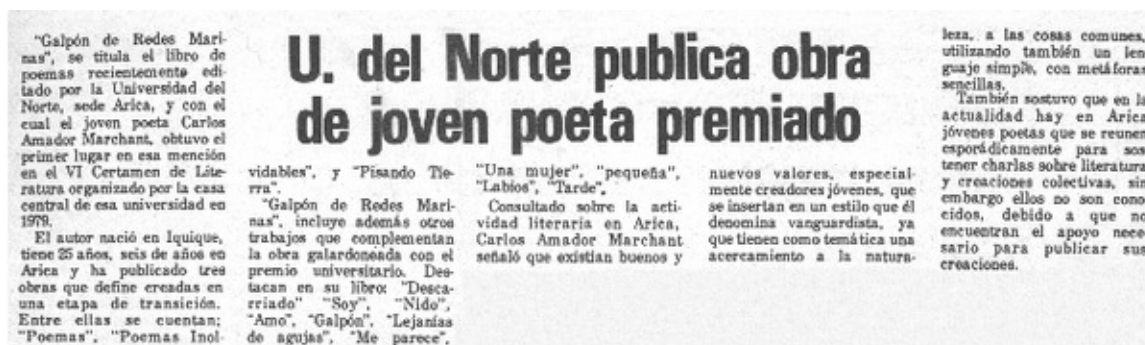 U. del Norte publica obra
de joven poeta premiado
"Galpón de Redes Mari-
nas", se titula el libro de
poemas recientemente edi-
tado por la Universidad del
Norte, sede Arica, y con el
cual el joven poeta Carlos
Amador Marchant, obtuvo el
primer lugar en esa mención
en el VI Certamen de Lite-
ratura organizado por la casa
central de esa universidad en
1979.
El autor nació en Iquique,
tiene 25 años, seis de años en
Arica y ha publicado tres
obras que define creadas en
una etapa de transición.
Entre ellas se cuentan;
"Poemas", "Poemas Inol-
vidables", y "Pisando Tie-
rra".
"Galpón de Redes Mari-
nas", incluye además otros
trabajos que complementan
la obra galardoneada con el
premio universitario. Des-
tacan en su libro: "Desca-
rriado" "Soy", "Nido",
"Amo", "Galpón", "Lejanías
de agujas", "Me parece",
"Una mujer", "pequeña",
"Labios", "Tarde".
Consultado sobre la acti-
vidad literaria en Arica,
Carlos Amador Marchant
señaló que existían buenos y
nuevos valores, especial-
mente creadores jóvenes, que
se insertan en un estilo que él
denomina vanguardista, ya
que tienen como temática una
acercamiento a la natura-
leza, a las cosas comunes,
utilizando también un len
guaje simple, con metáforas
sencillas.
También sostuvo que en la
actualidad hay en Arica
jóvenes poetas que se reunen
esporádicamente para sos
tener charlas sobre literatura
y creaciones colectivas, sin
embargo ellos no son cono
cidos, debido a que no
encuentran el apoyo nece
sario para publicar sus
creaciones.